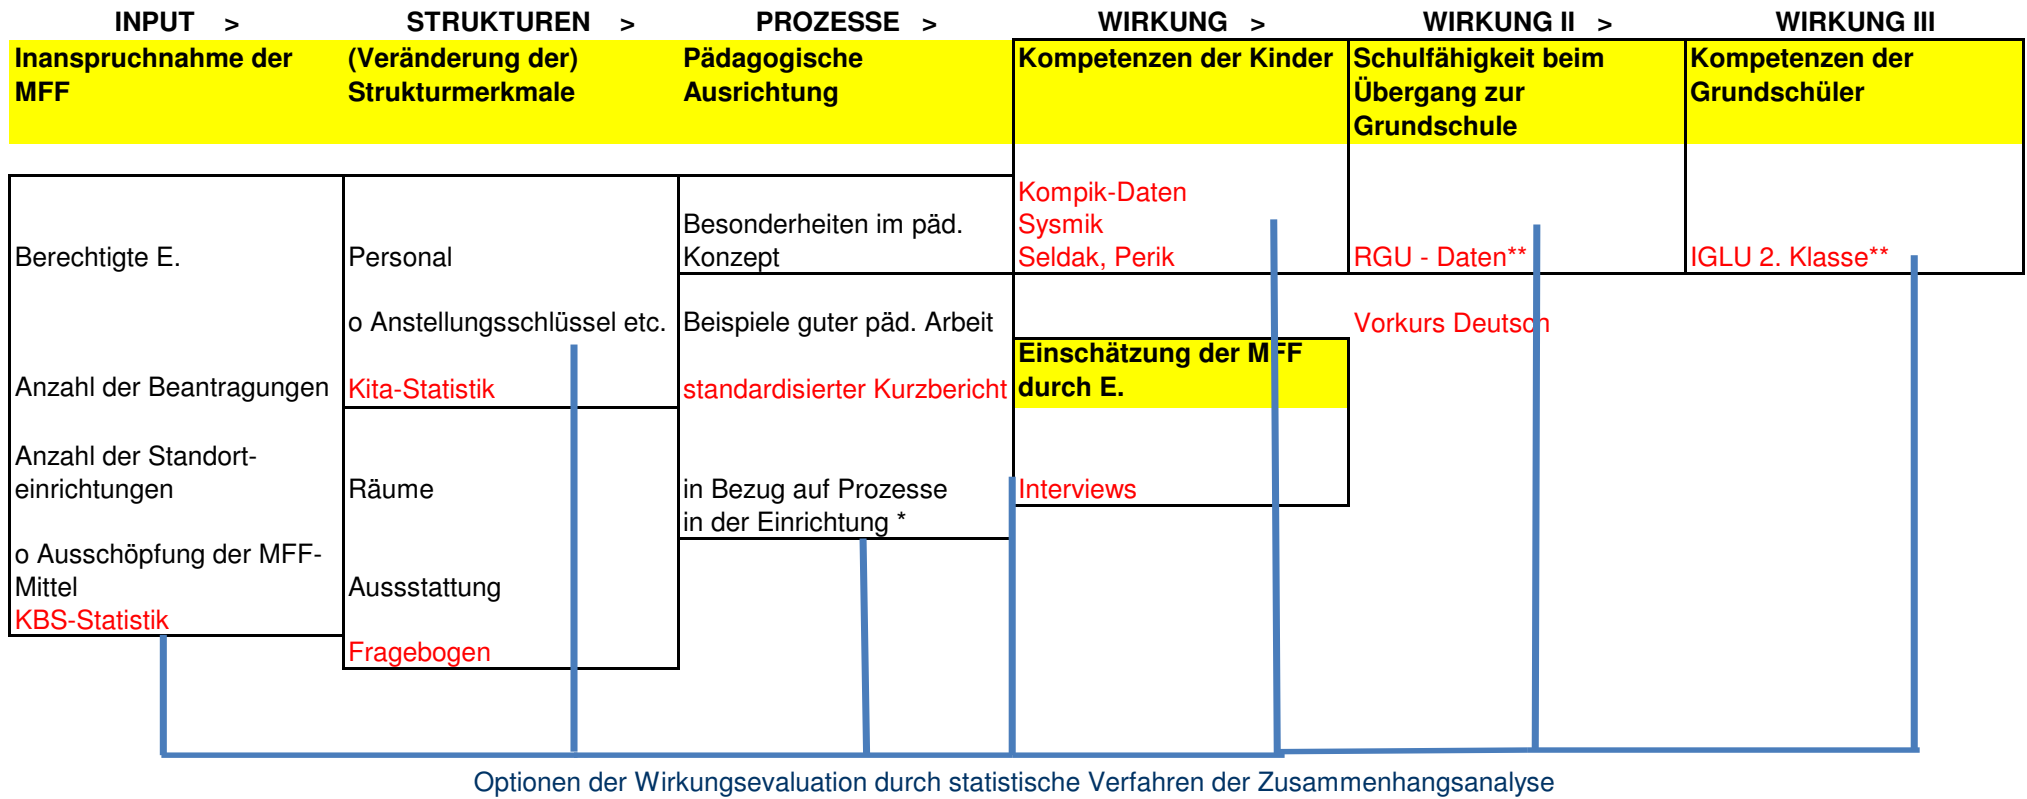 INPUT >
STRUKTUREN >
PROZESSE >
WIRKUNG >
WIRKUNG II >
WIRKUNG III
Inanspruchnahme der
MFF
(Veränderung der)
Strukturmerkmale
Pädagogische
Ausrichtung
Kompetenzen der Kinder
Schulfähigkeit beim
Übergang zur
Grundschule
Kompetenzen der
Grundschüler
Berechtigte E.
Anzahl der Beantragungen
Anzahl der Standort-
einrichtungen
o Ausschöpfung der MFF-
Mittel
KBS-Statistik
Personal
o Anstellungsschlüssel etc.
Kita-Statistik
Räume
Aussstattung
Fragebogen
Besonderheiten im päd.
Konzept
Beispiele guter päd. Arbeit
standardisierter Kurzbericht
in Bezug auf Prozesse
in der Einrichtung *
Kompik-Daten
Sysmik
Seldak, Perik
Einschätzung der MFF
durch E.
Interviews
RGU - Daten**
Vorkurs Deutsch
IGLU 2. Klasse**
Optionen der Wirkungsevaluation durch statistische Verfahren der Zusammenhangsanalyse